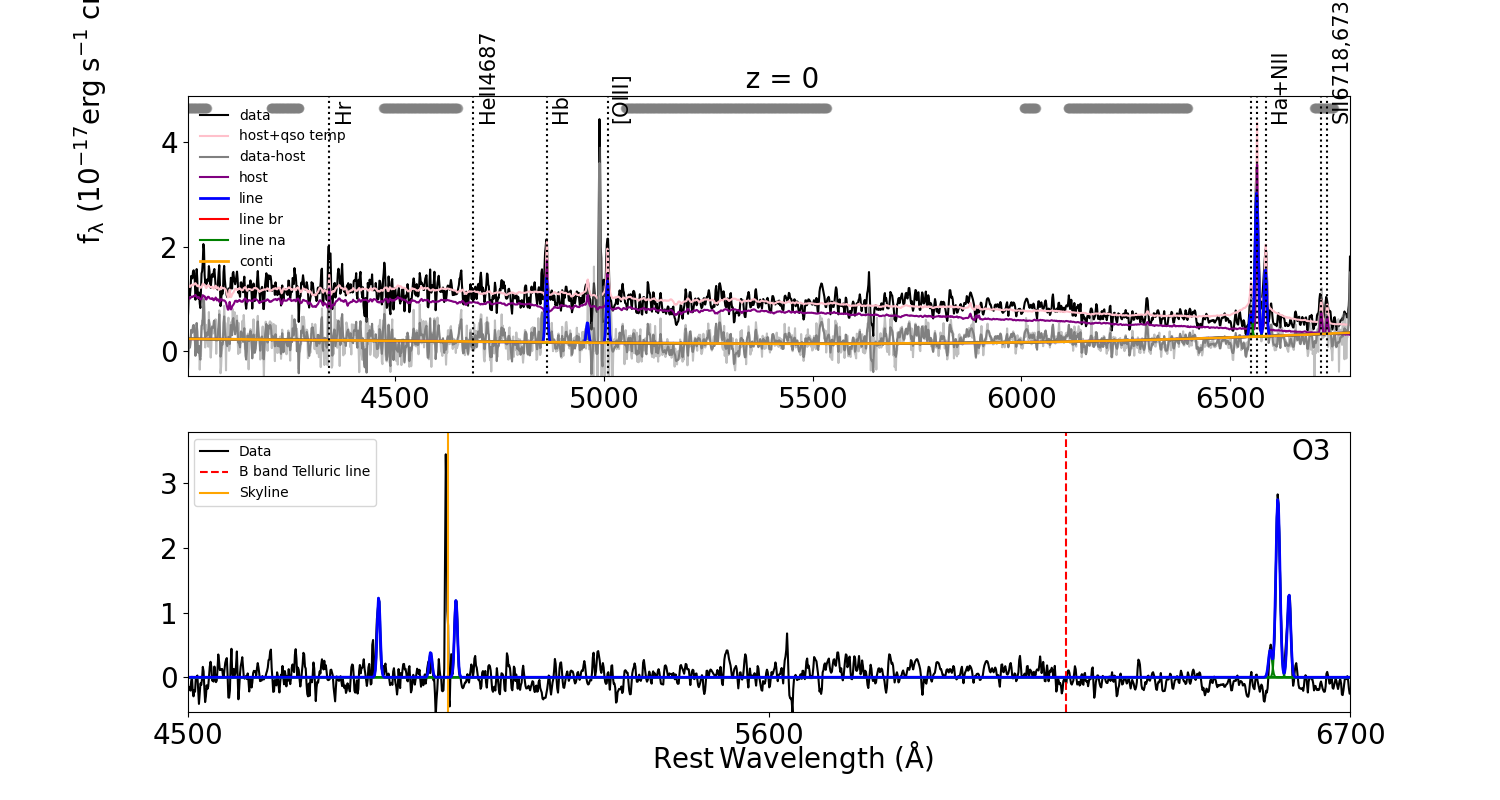 z = 0
fλ (10−17erg s−1 c
Hr
HeII4687
Hb
[OIII]
Ha+NII
SII6718,673
data
host+qso temp
data-host
host
line
line br
line na
conti
4
2
0
4500
5000
5500
6000
6500
O3
Data
B band Telluric line
Skyline
3
2
1
0
4500
5600
6700
Rest Wavelength (Å)